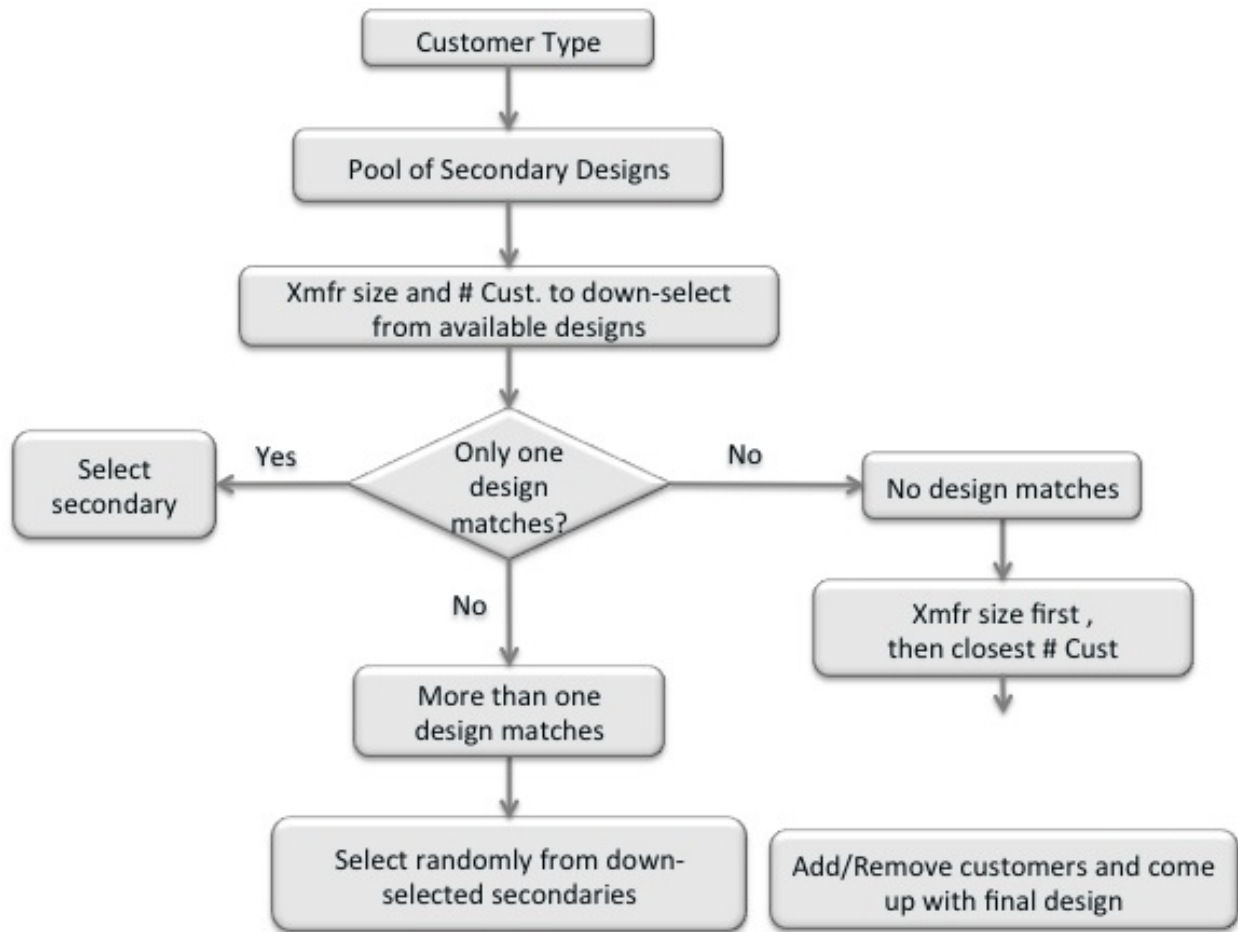 Customer Type
Pool of Secondary Designs
Xmfr size and # Cust. to down-select
from available designs
Yes
Only one
design
matches?
No
Select
secondary
No design matches
No
Xmfr size first ,
then closest # Cust
More than one
design matches
Select randomly from down-
selected secondaries
Add/Remove customers and come
up with final design